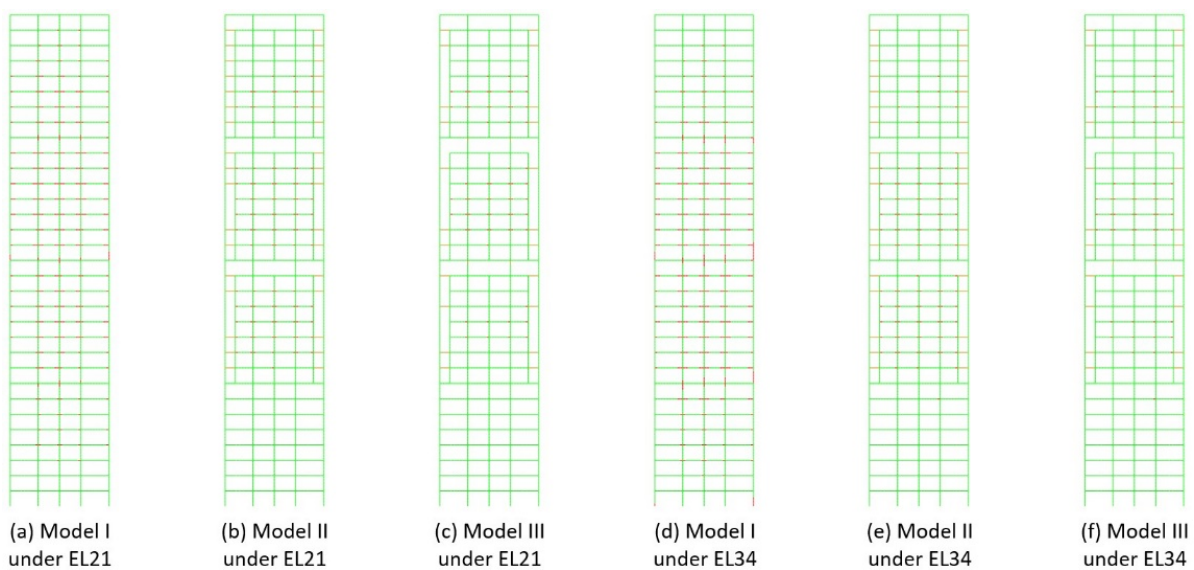 (a) Model I
under EL21
(b) Model II
under EL21
(c) Model III
under EL21
(d) Model I
under EL34
(e) Model II
under EL34
(f) Model III
under EL34